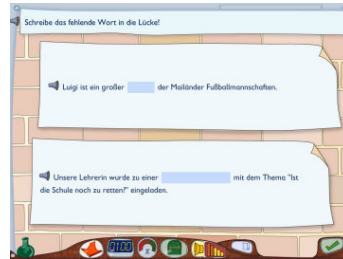 Schreibe das fehlende Wort in die Lücke!
Luigi ist ein großer der Mailänder Fußballmannschaften.
Unsere Lehrerin wurde zu einer mit dem Thema "Ist
die Schule noch zu retten?" eingeladen.
0100